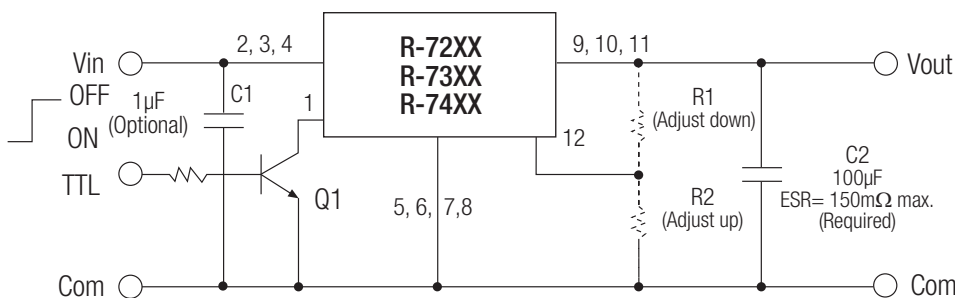 2, 3, 4
R-72XX
R-73XX
R-74XX
9, 10, 11
Vin
Vout
OFF
ON
1µF
(Optional)
C1
1
R1
(Adjust down)
12
TTL
Q1
5, 6, 7,8
R2
(Adjust up)
C2
100µF
ESR= 150mΩ max.
(Required)
Com
Com